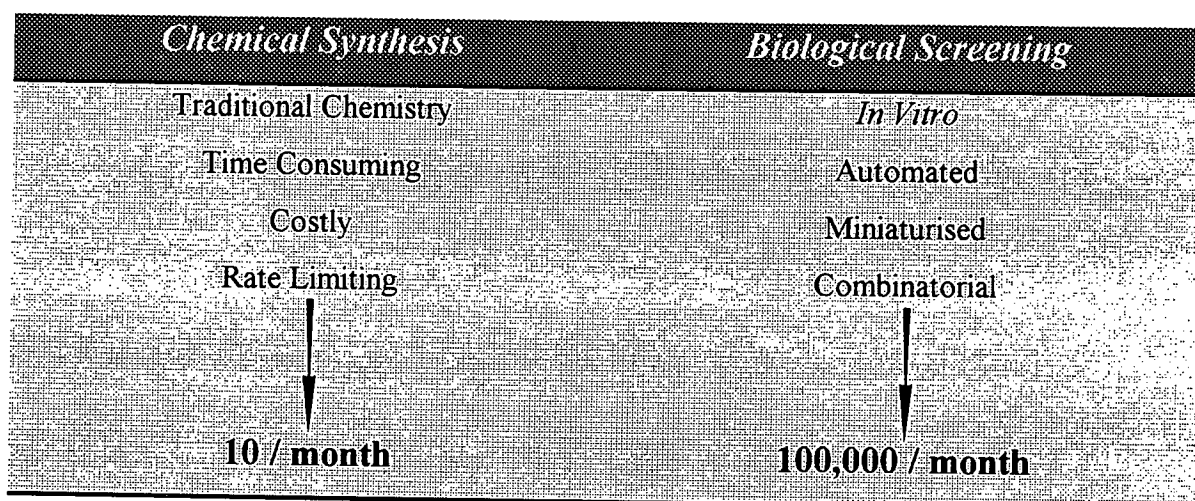 Chemical Synthesis
Biological Screening
Traditional Chemistry
In Vitro
Time Consuming
Automated
Costly
Miniaturised
Rate Limiting
Combinatorial
10 / month
100,000 / month